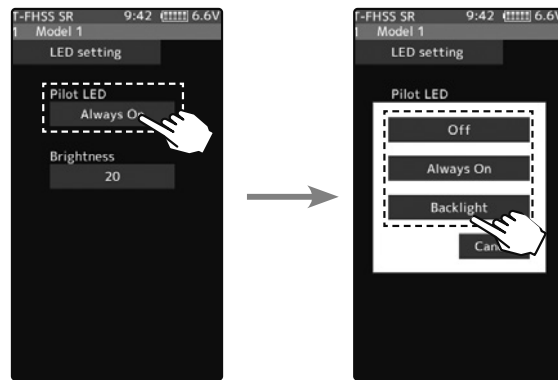 T-FHSS SR 9:42 6.6V
1 Model 1
LED setting
Pilot LED
Always On
Brightness
20
T-FHSS SR 9:42 6.6V
1 Model 1
LED setting
Pilot LED
Off
Always On
Backlight